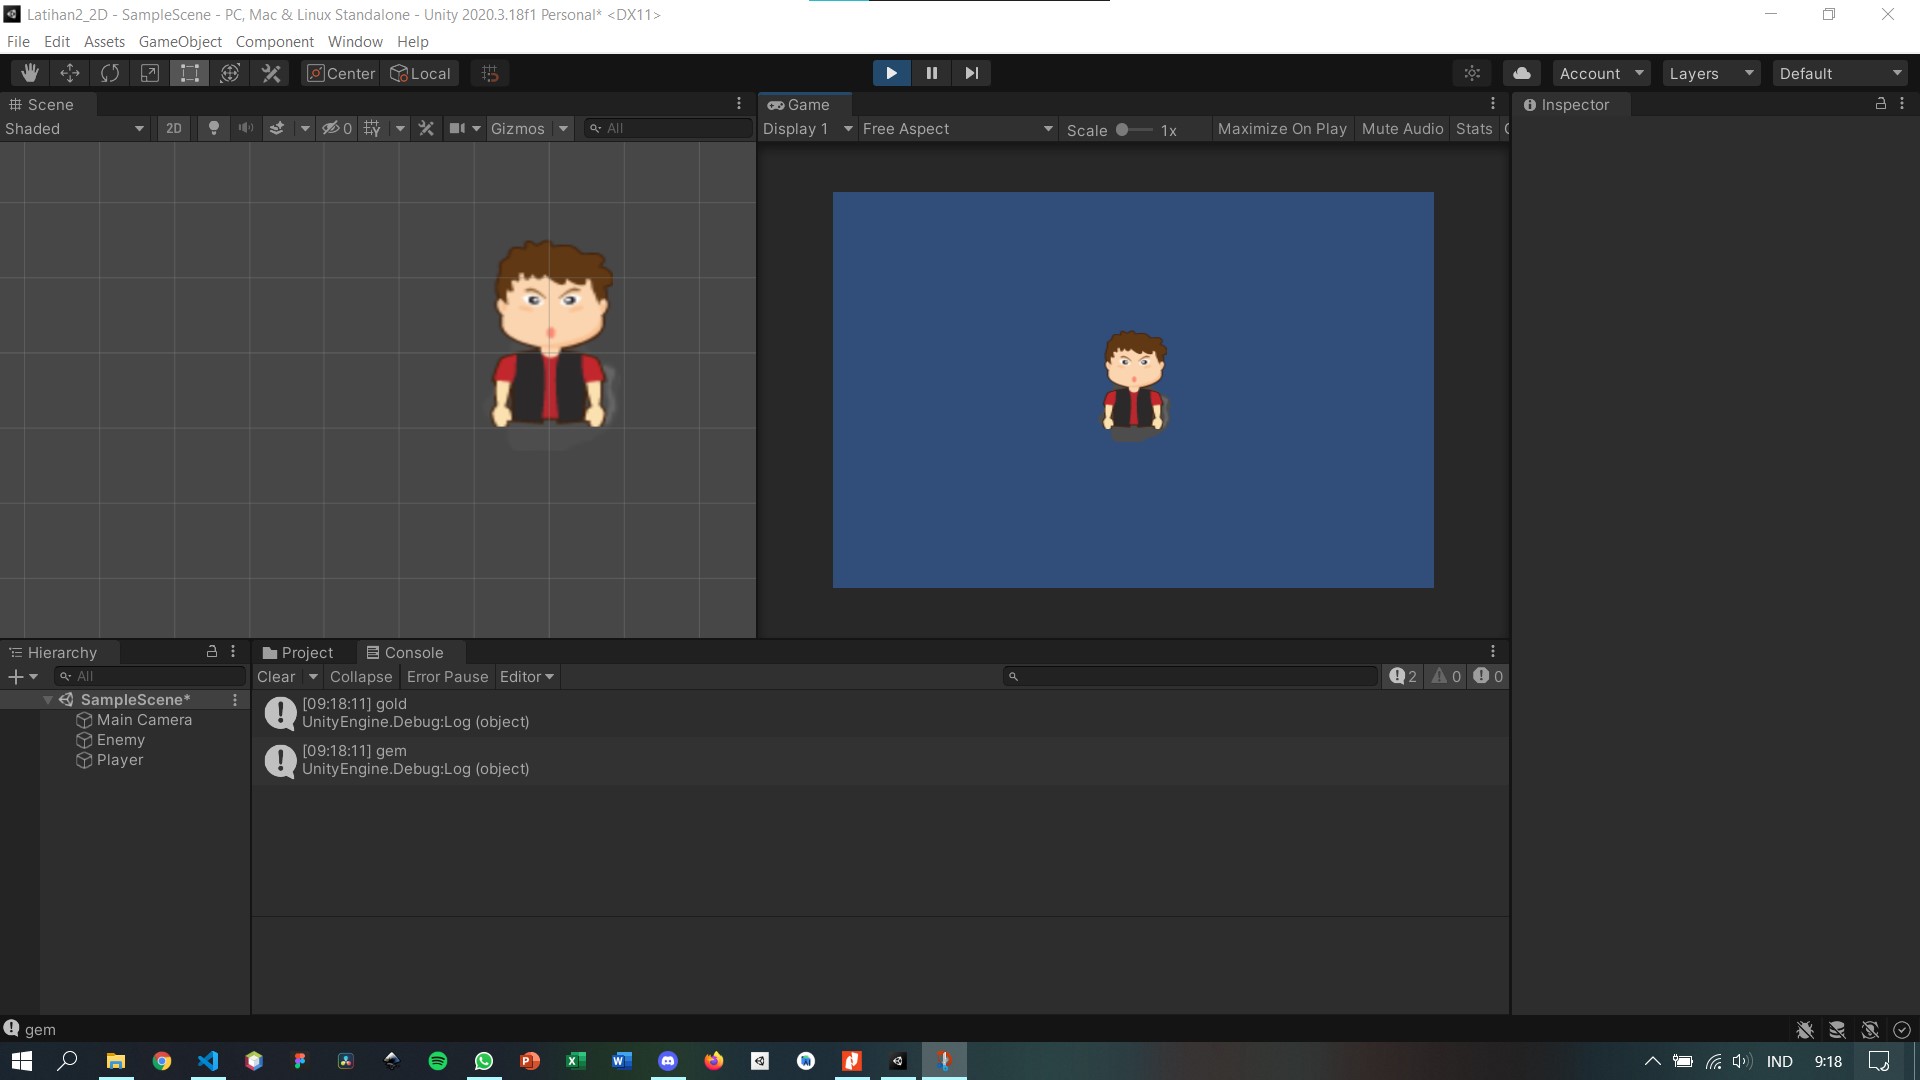 Latihan2_2D - SampleScene - PC, Mac & Linux Standalone - Unity 2020.3.18f1 Personal* <DX11>
File Edit Assets GameObject Component Window Help
Center Local Account Layers Default
Scene Game Inspector
Shaded 2D 0 Gizmos All Display 1 Free Aspect Scale 1x Maximize On Play Mute Audio Stats
Hierarchy Project Console
All Clear Collapse Error Pause Editor 2 0 0
SampleScene*
Main Camera
Enemy
Player
[09:18:11] gold
UnityEngine.Debug:Log (object)
[09:18:11] gem
UnityEngine.Debug:Log (object)
gem
IND 9:18